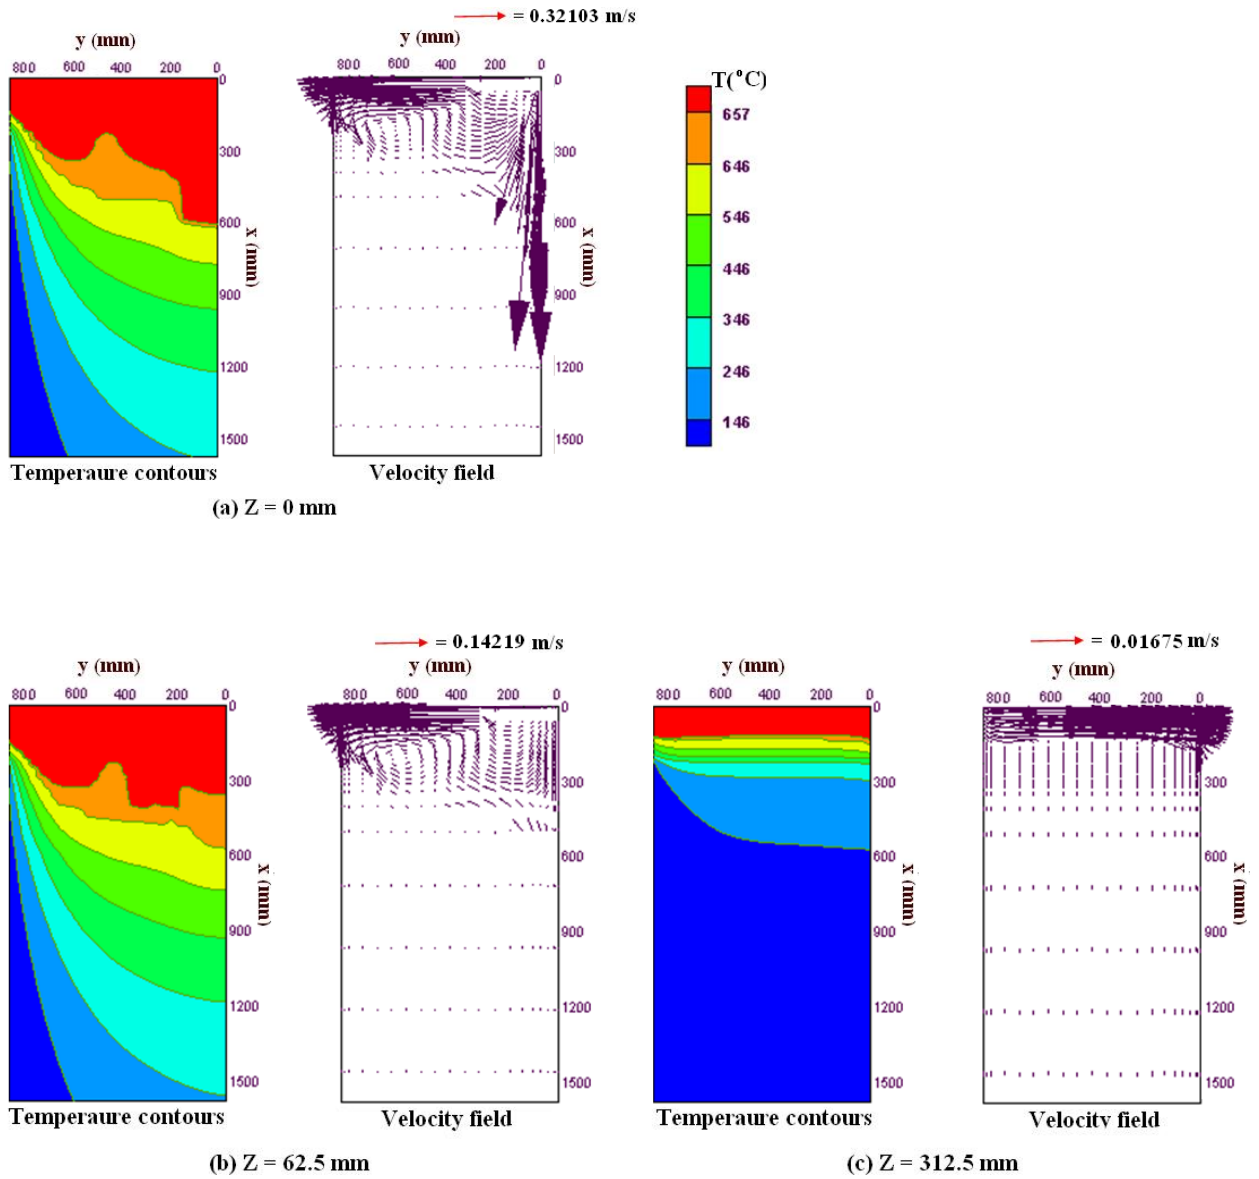 = 0.32103 m/s
y (mm)
y (mm)
800 600 400 200 0
800 600 400 200 0
0
300
600
900
1200
1500
x (mm)
0
300
600
900
1200
1500
x (mm)
T(°C)
657
646
546
446
346
246
146
Temperaure contours
Velocity field
(a) Z = 0 mm
= 0.14219 m/s
y (mm)
y (mm)
800 600 400 200 0
800 600 400 200 0
0
300
600
900
1200
1500
x (mm)
0
300
600
900
1200
1500
Temperaure contours
Velocity field
(b) Z = 62.5 mm
= 0.01675 m/s
y (mm)
y (mm)
800 600 400 200 0
800 600 400 200 0
0
300
600
900
1200
1500
x (mm)
0
300
600
900
1200
1500
x (mm)
Temperaure contours
Velocity field
(c) Z = 312.5 mm